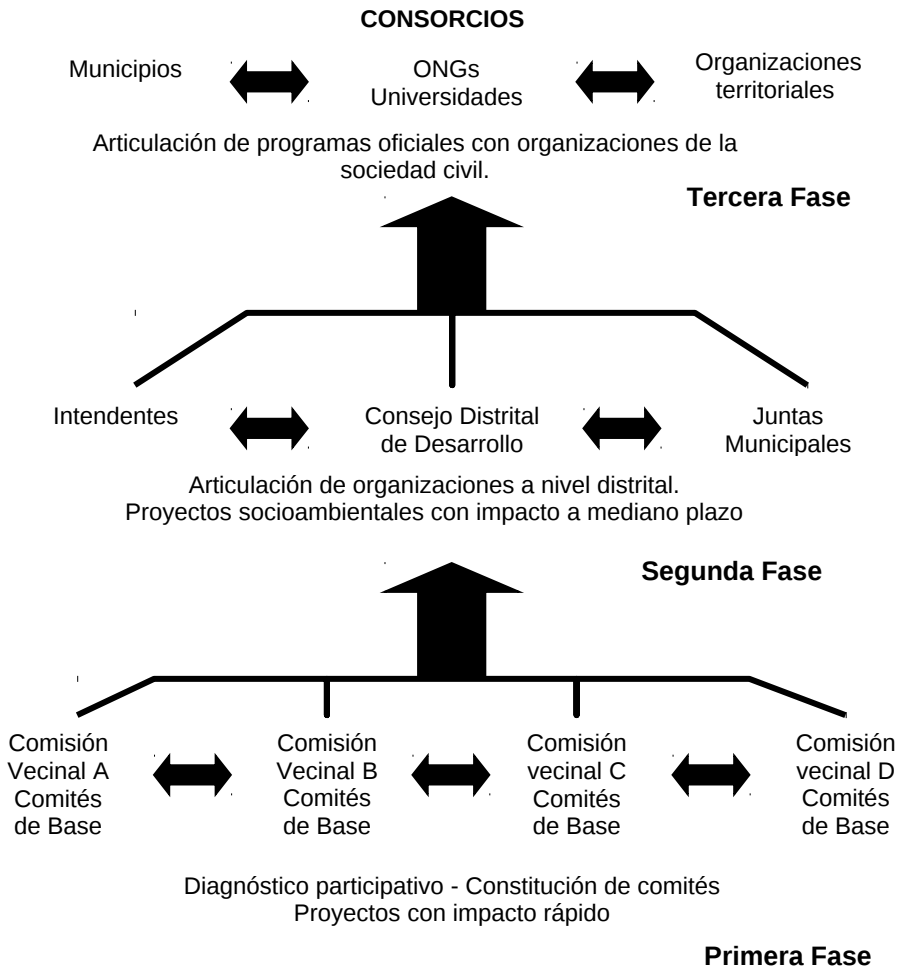 CONSORCIOS
Municipios
ONGs
Universidades
Organizaciones
territoriales
Articulación de programas oficiales con organizaciones de la
sociedad civil.
Tercera Fase
Intendentes
Consejo Distrital
de Desarrollo
Juntas
Municipales
Articulación de organizaciones a nivel distrital.
Proyectos socioambientales con impacto a mediano plazo
Segunda Fase
Comisión
Vecinal A
Comités
de Base
Comisión
Vecinal B
Comités
de Base
Comisión
vecinal C
Comités
de Base
Comisión
vecinal D
Comités
de Base
Diagnóstico participativo - Constitución de comités
Proyectos con impacto rápido
Primera Fase